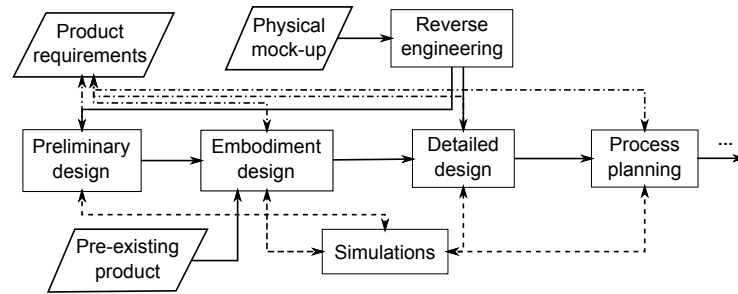 Product
requirements
Physical
mock-up
Reverse
engineering
Preliminary
design
Embodiment
design
Detailed
design
Process
planning
...
Pre-existing
product
Simulations